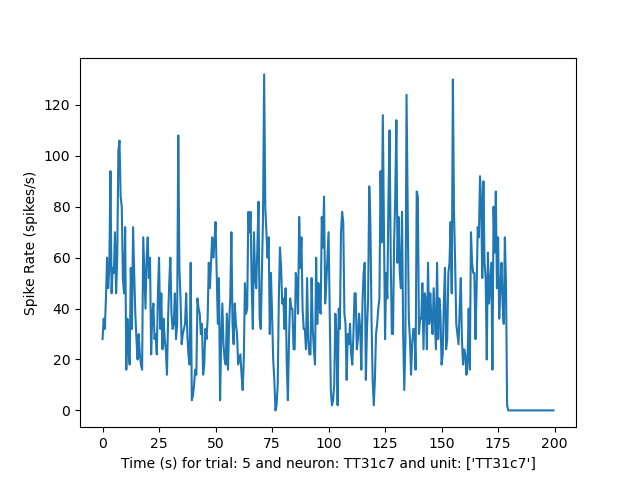 120
100
80
60
40
20
0
Spike Rate (spikes/s)
0 25 50 75 100 125 150 175 200
Time (s) for trial: 5 and neuron: TT31c7 and unit: ['TT31c7']